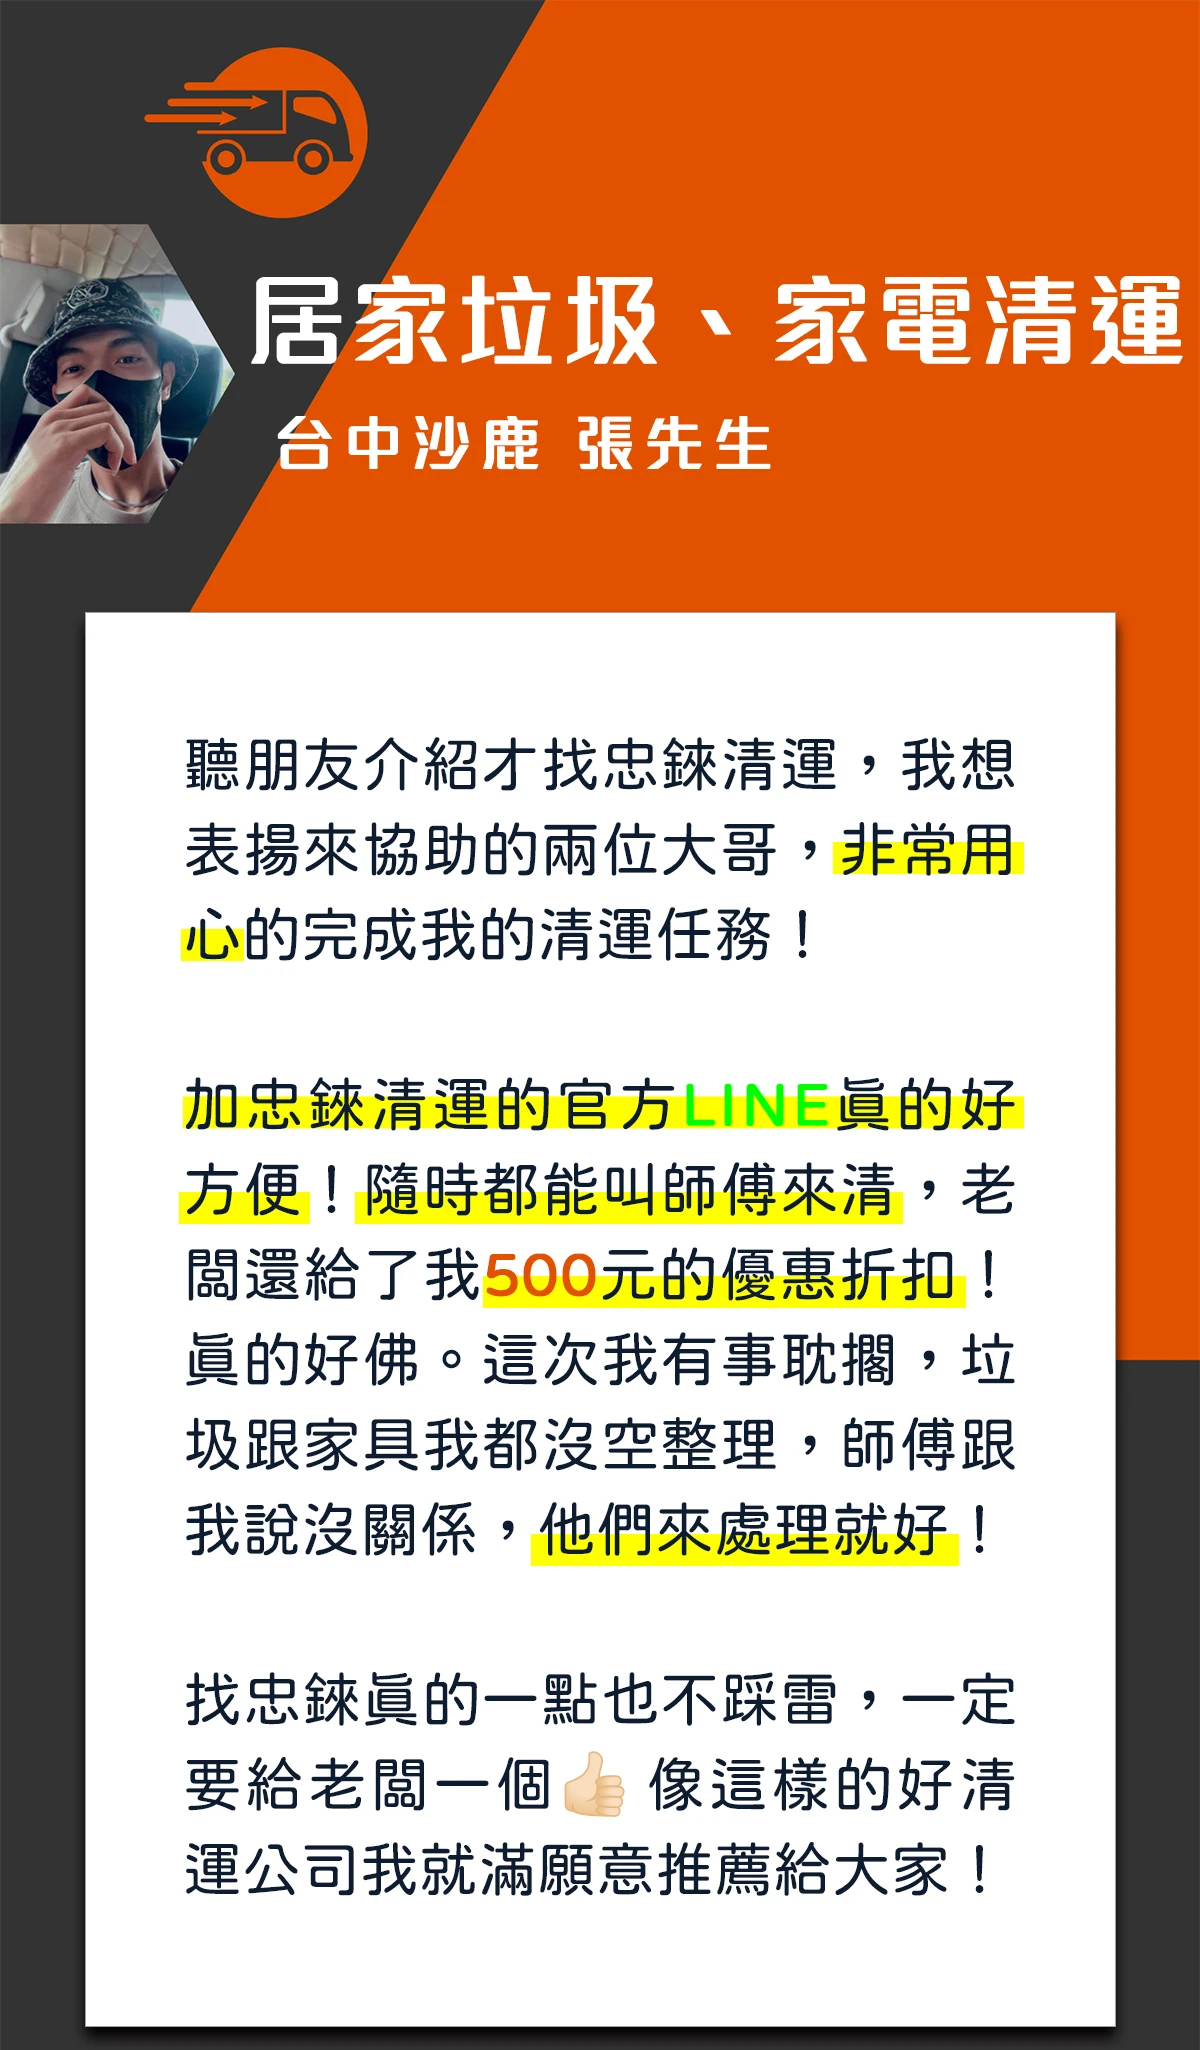 居家垃圾、家電清運
台中沙鹿 張先生
聽朋友介紹才找忠錸清運，我想
表揚來協助的兩位大哥，非常用
心的完成我的清運任務！
加忠錸清運的官方LINE真的好
方便！隨時都能叫師傅來清，老
闆還給了我500元的優惠折扣！
真的好佛。這次我有事耽擱，垃
圾跟家具我都沒空整理，師傅跟
我說沒關係，他們來處理就好！
找忠錸真的一點也不踩雷，一定
要給老闆一個👍🏻 像這樣的好清
運公司我就滿願意推薦給大家！